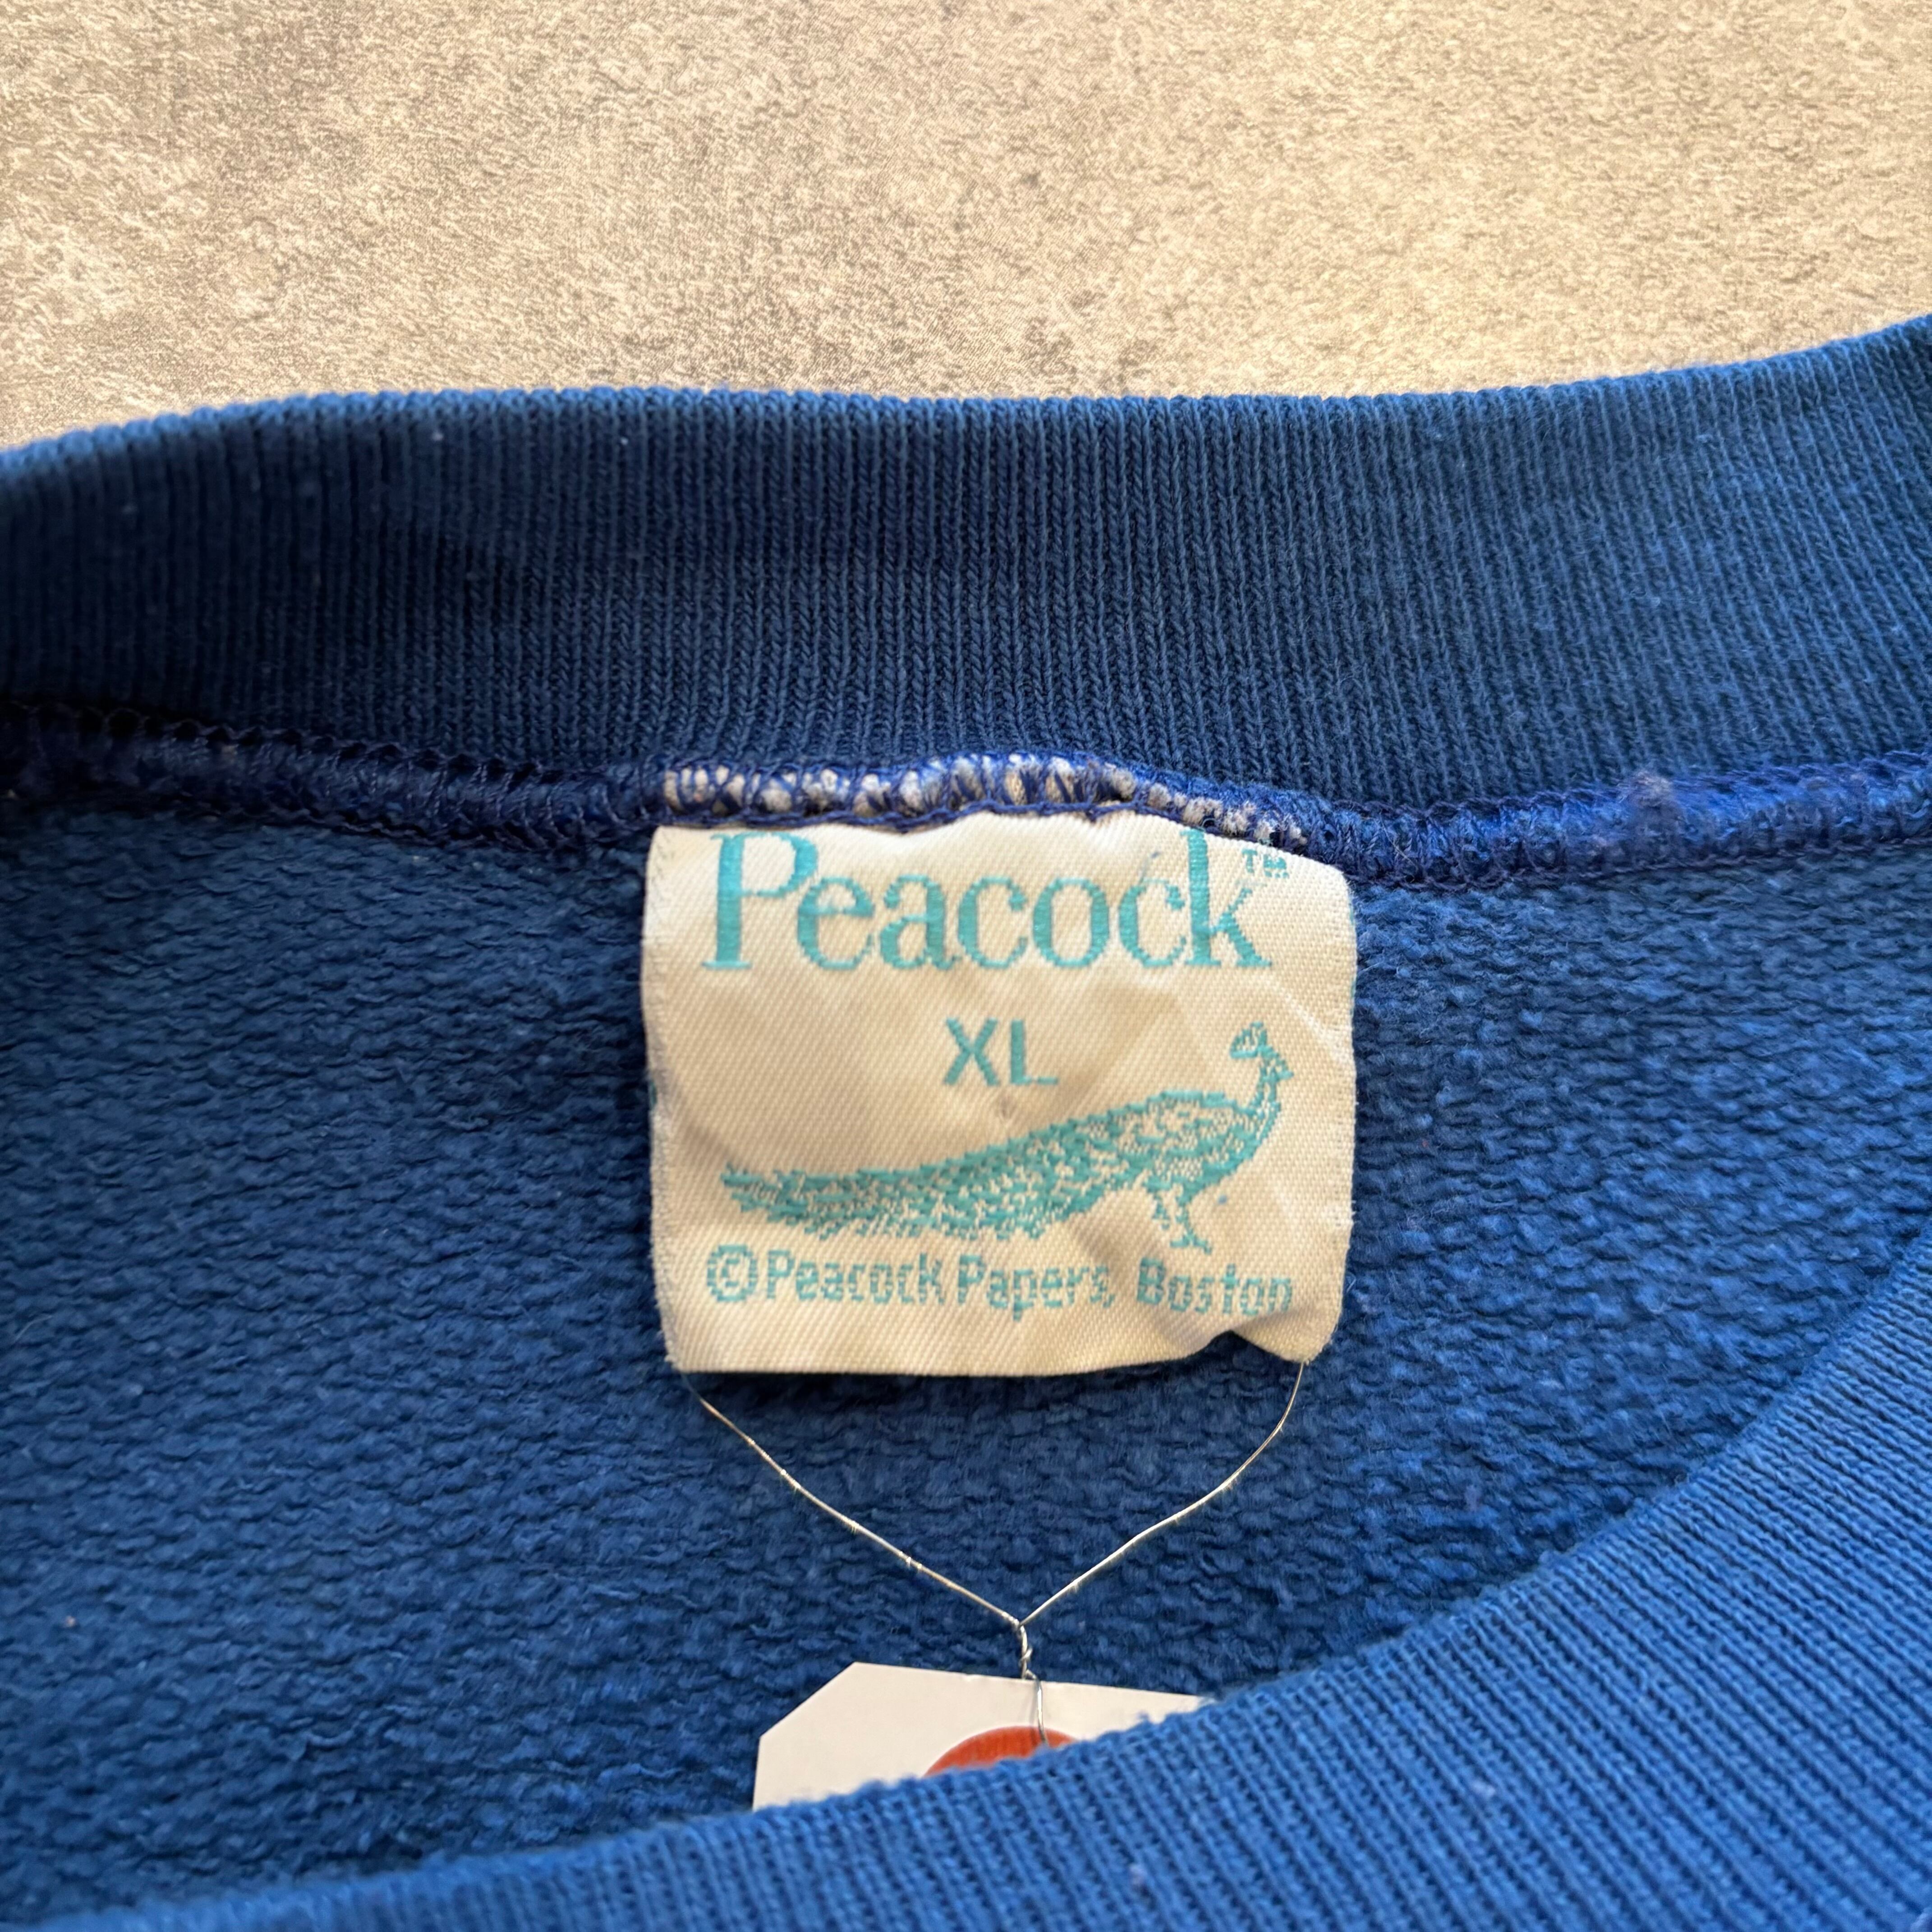 Peacock™
XL
©Peacock Papers, Boston